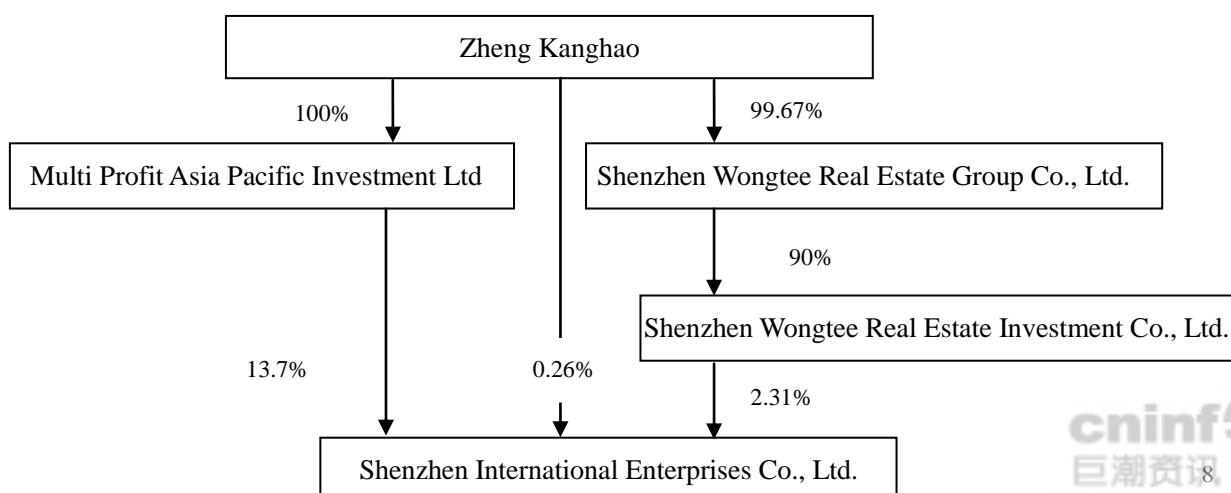 Zheng Kanghao
100%
99.67%
Multi Profit Asia Pacific Investment Ltd
Shenzhen Wongtee Real Estate Group Co., Ltd.
90%
Shenzhen Wongtee Real Estate Investment Co., Ltd.
13.7%
0.26%
2.31%
Shenzhen International Enterprises Co., Ltd.
cninf
巨潮资讯
8